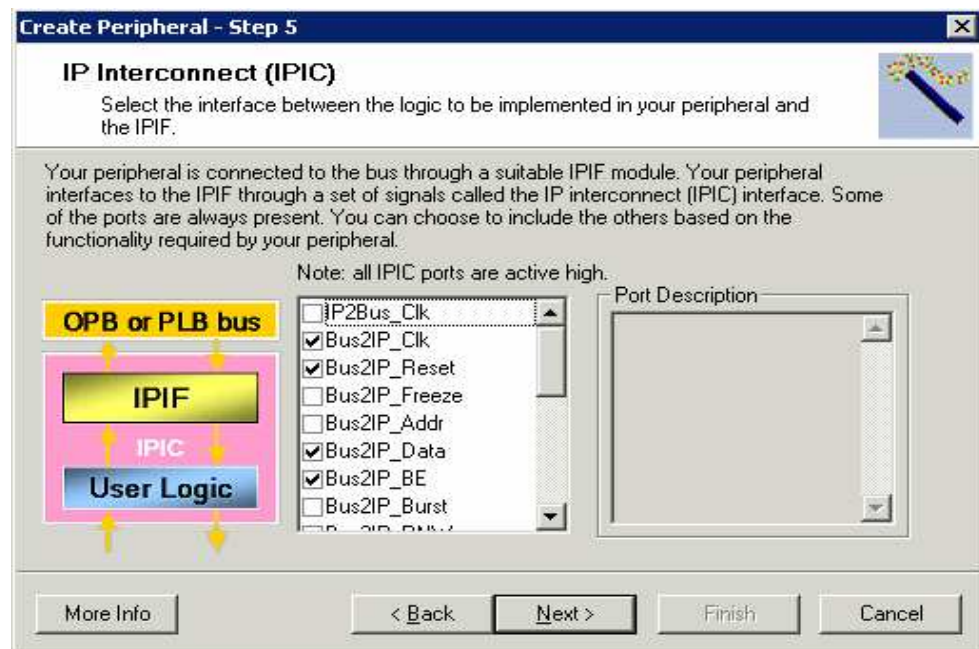 Create Peripheral - Step 5
IP Interconnect (IPIC)
Select the interface between the logic to be implemented in your peripheral and
the IPIF.
Your peripheral is connected to the bus through a suitable IPIF module. Your peripheral
interfaces to the IPIF through a set of signals called the IP interconnect (IPIC) interface. Some
of the ports are always present. You can choose to include the others based on the
functionality required by your peripheral.
Note: all IPIC ports are active high.
OPB or PLB bus
IPIF
IPIC
User Logic
IP2Bus_Clk
Bus2IP_Clk
Bus2IP_Reset
Bus2IP_Freeze
Bus2IP_Addr
Bus2IP_Data
Bus2IP_BE
Bus2IP_Burst
Port Description
More Info
< Back
Next >
Finish
Cancel